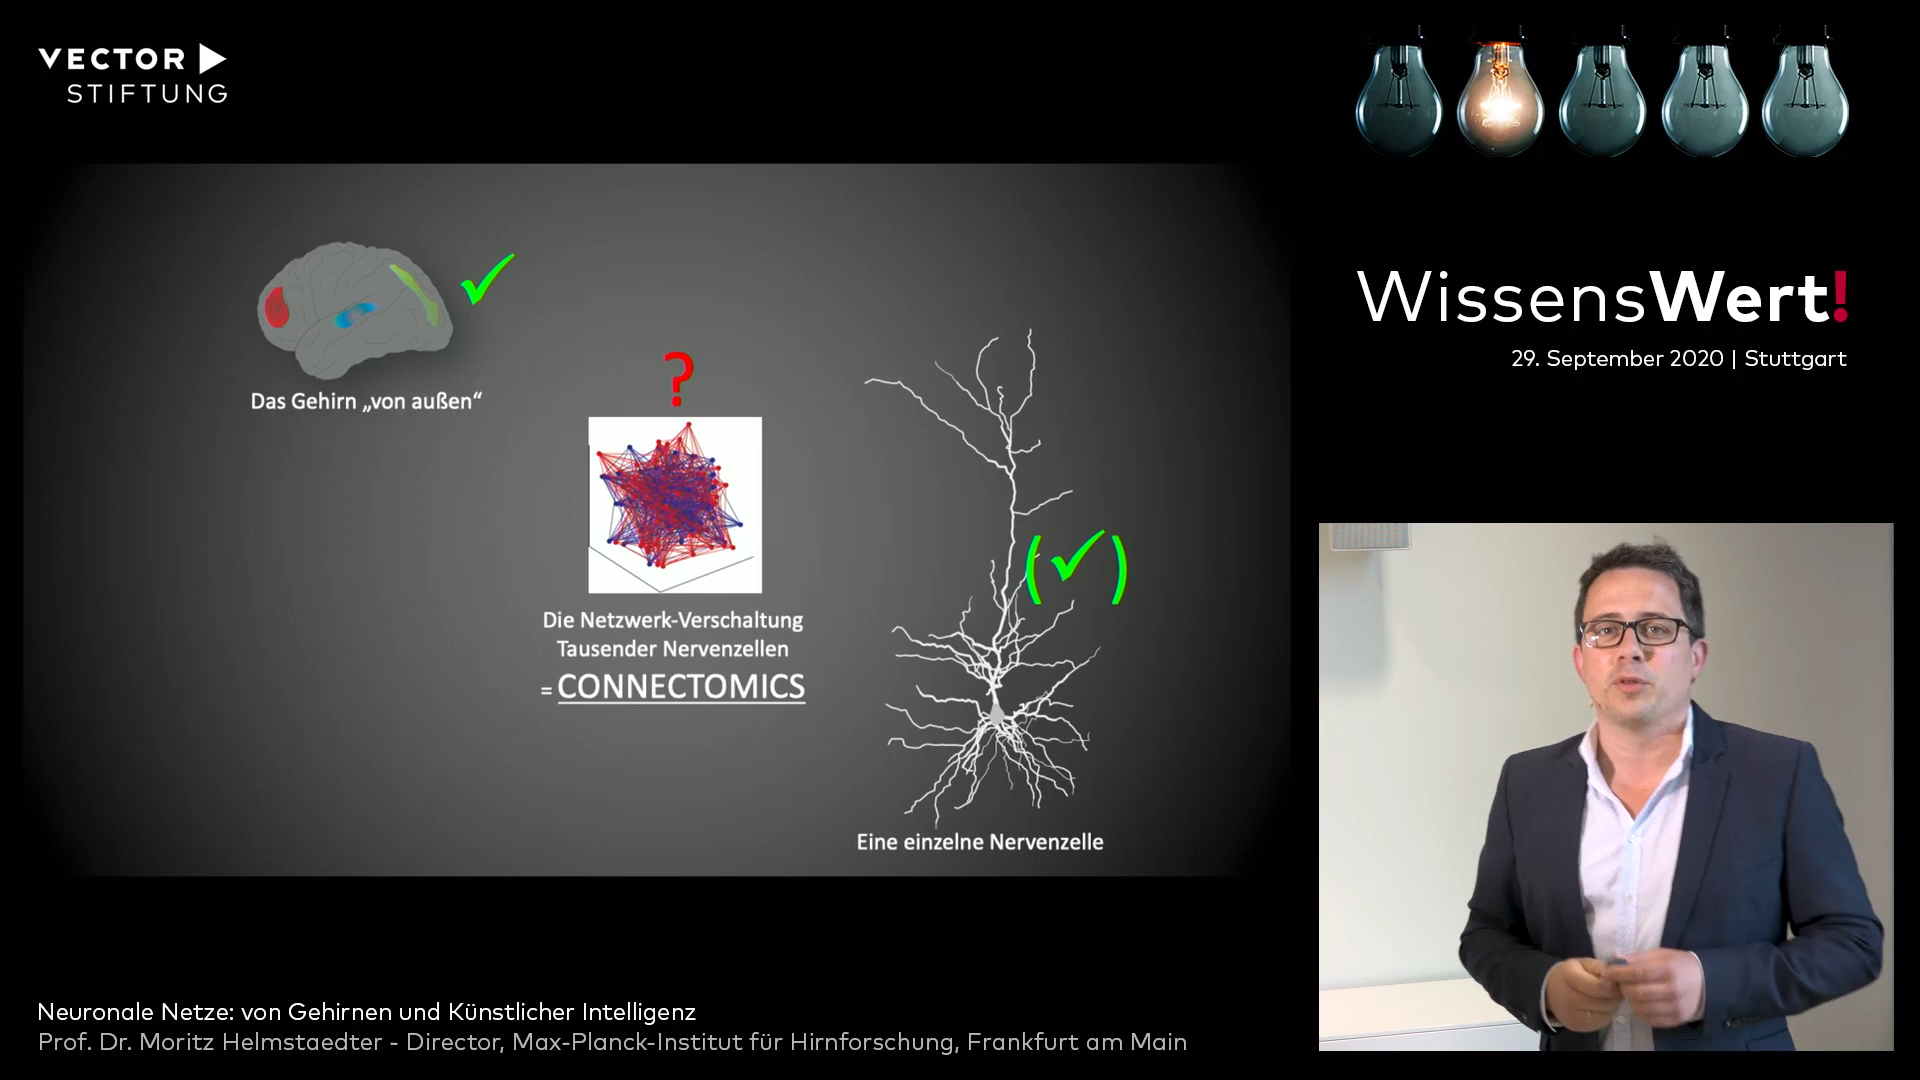 VECTOR
STIFTUNG
WissensWert!
29. September 2020 | Stuttgart
Das Gehirn „von außen“
?
Die Netzwerk-Verschaltung
Tausender Nervenzellen
= CONNECTOMICS
(✓)
Eine einzelne Nervenzelle
Neuronale Netze: von Gehirnen und Künstlicher Intelligenz
Prof. Dr. Moritz Helmstaedter - Director, Max-Planck-Institut für Hirnforschung, Frankfurt am Main